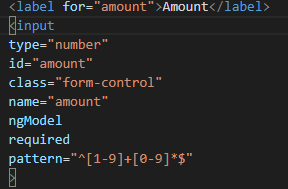 <label for="amount">Amount</label>
<input
type="number"
id="amount"
class="form-control"
name="amount"
ngModel
required
pattern="^[1-9]+[0-9]*$"
>